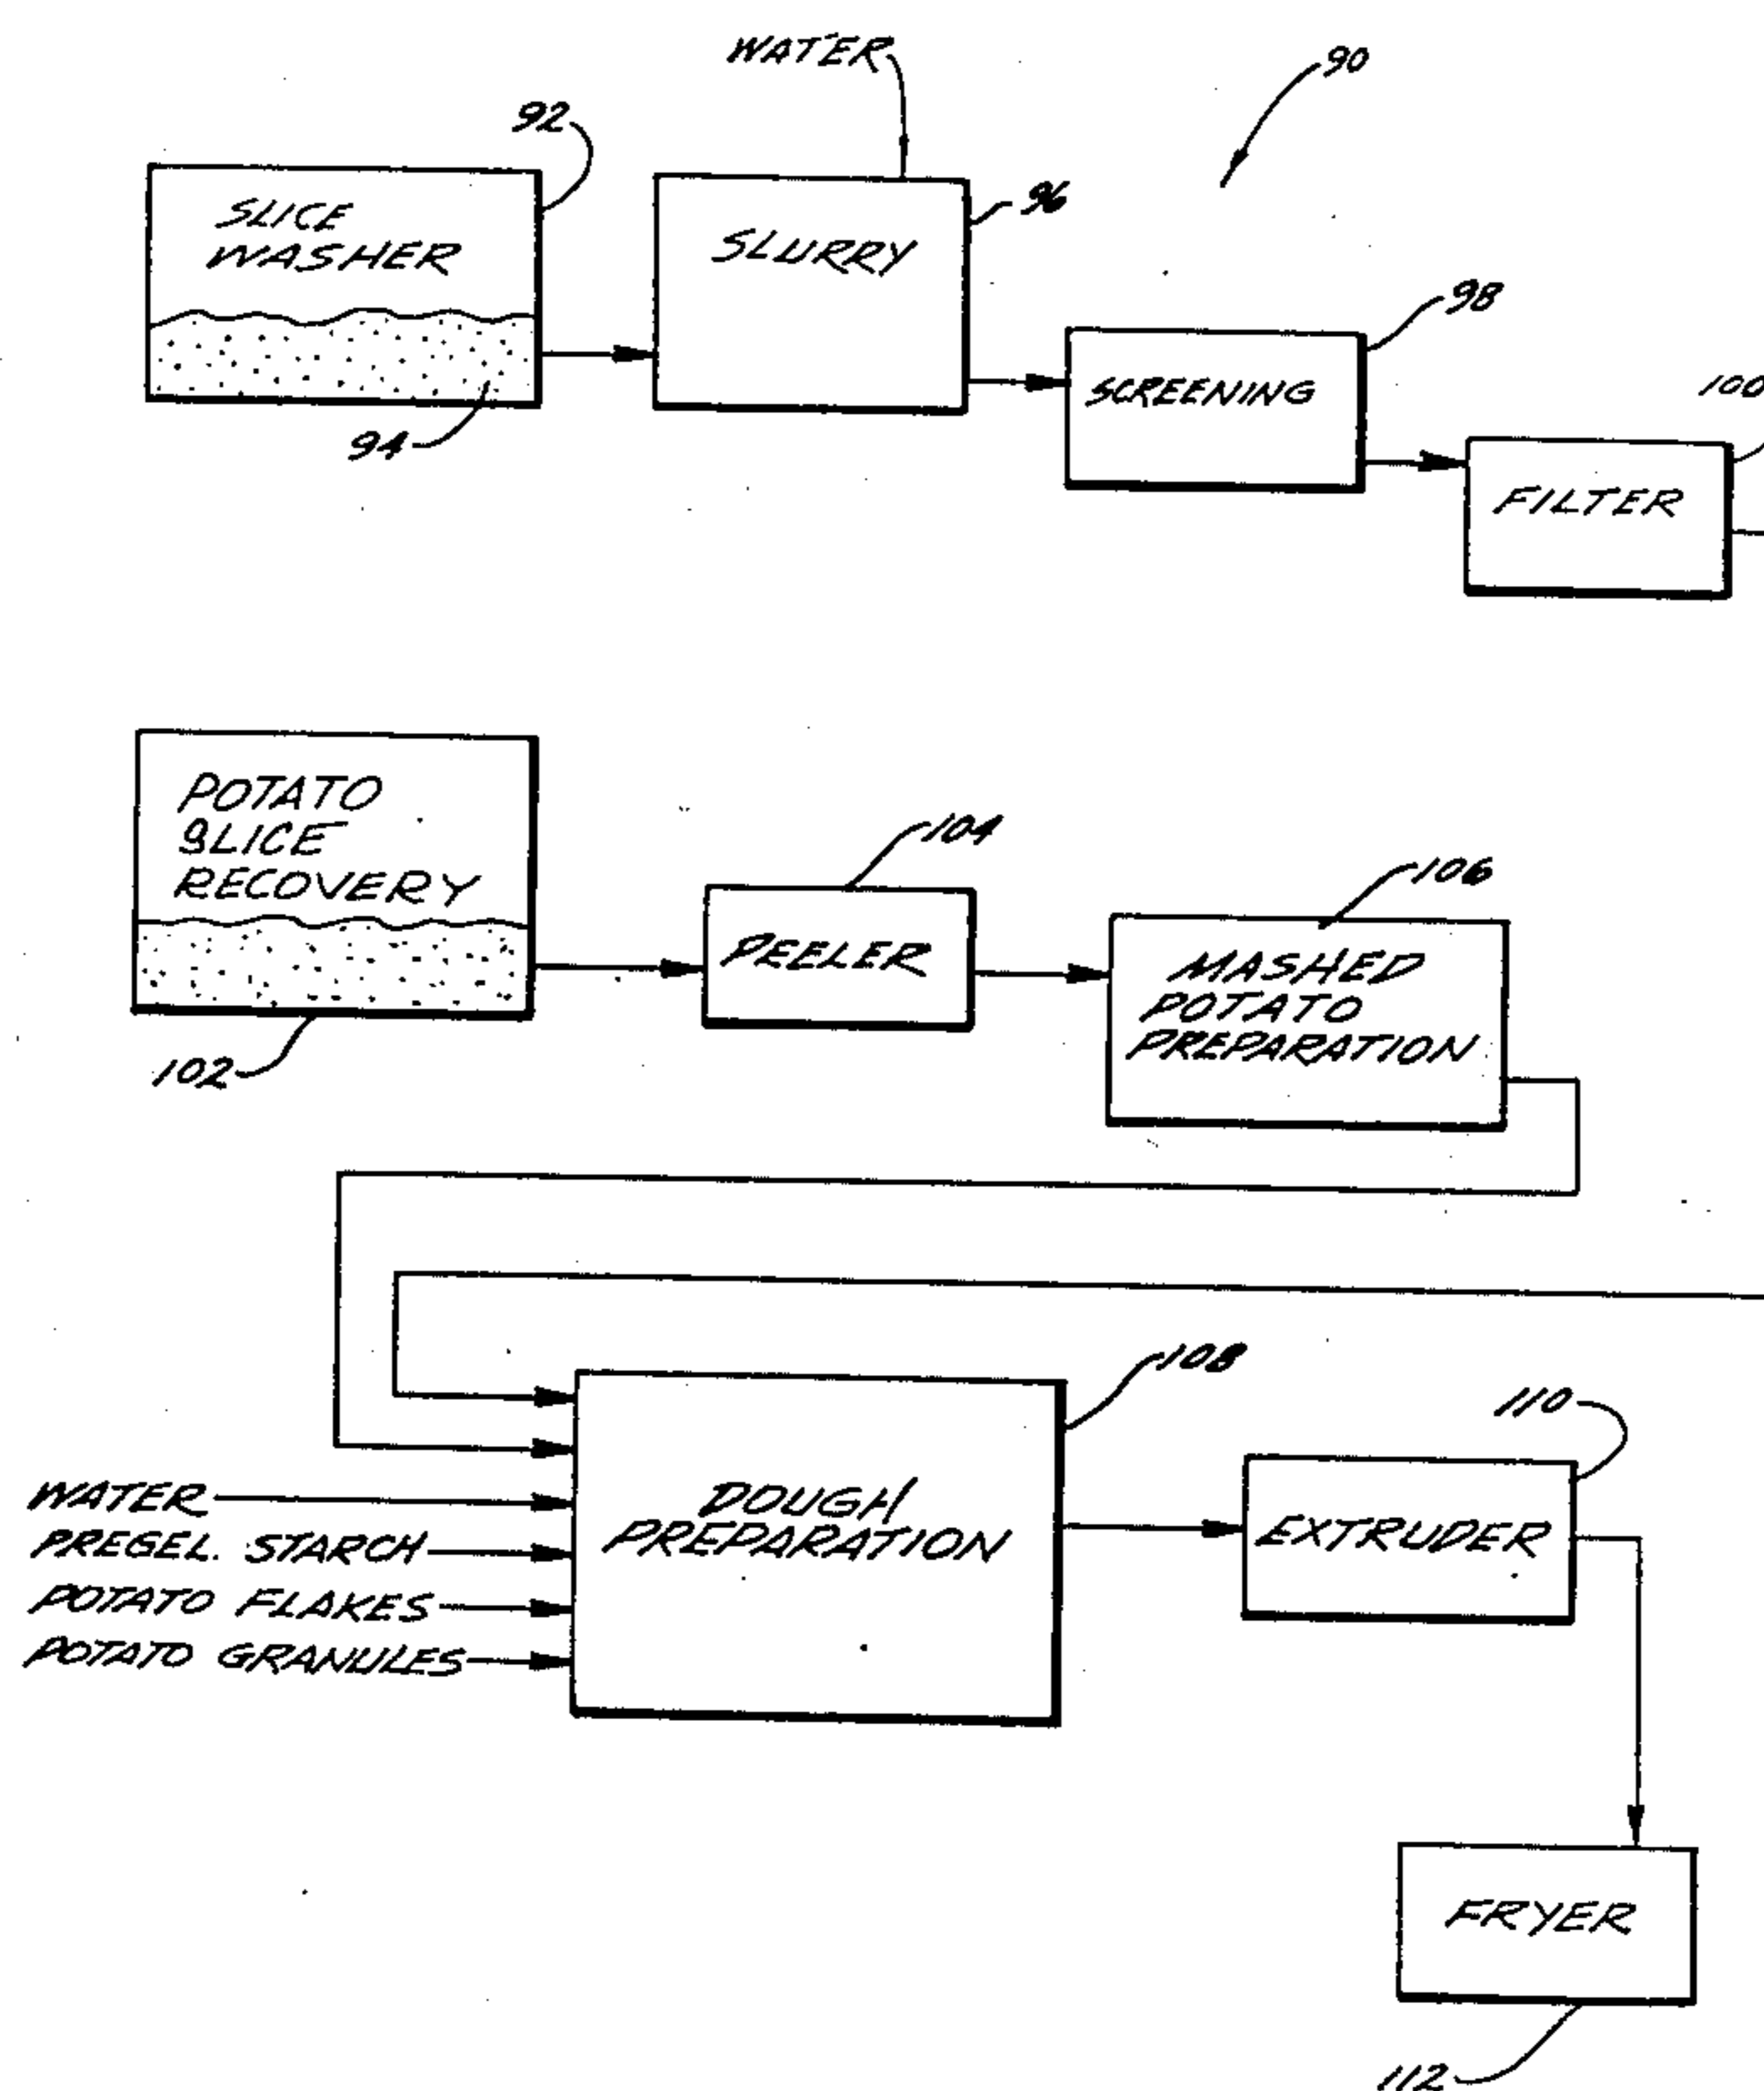 WATER
90
92
SLICE
WASHER
94
SLURRY
96
SCREENING
98
FILTER
100
POTATO
SLICE
RECOVERY
102
PEELER
104
MASHED
POTATO
PREPARATION
106
WATER
PREGEL. STARCH
POTATO FLAKES
POTATO GRANULES
DOUGH
PREPARATION
108
EXTRUDER
110
FRYER
112